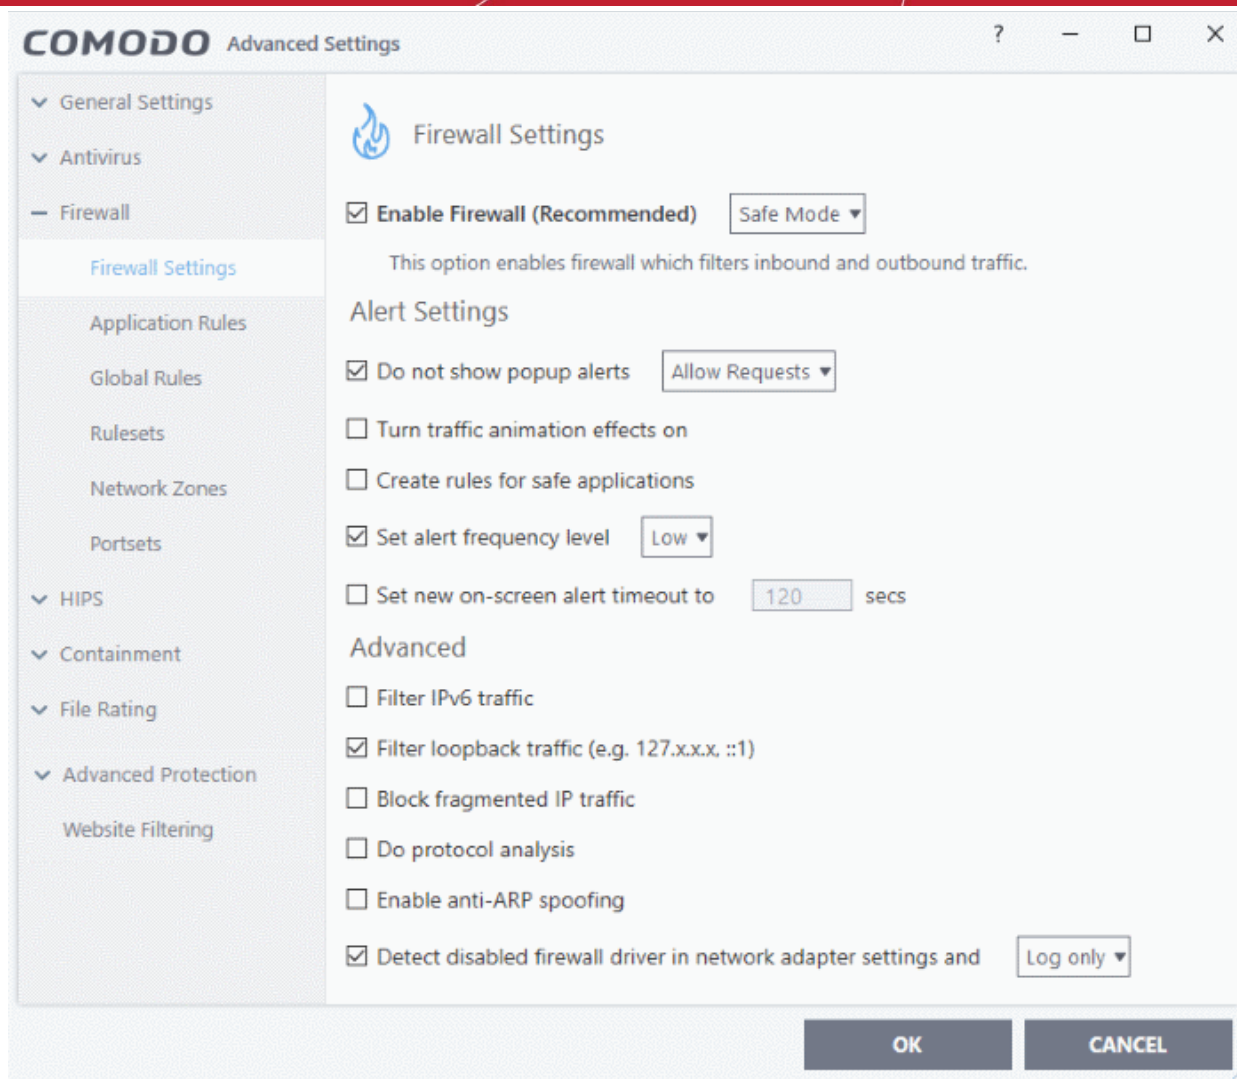 COMODO Advanced Settings ?
General Settings
Antivirus
Firewall
Firewall Settings
Application Rules
Global Rules
Rulesets
Network Zones
Portsets
HIPS
Containment
File Rating
Advanced Protection
Website Filtering
Firewall Settings
Enable Firewall (Recommended) Safe Mode
This option enables firewall which filters inbound and outbound traffic.
Alert Settings
Do not show popup alerts Allow Requests
Turn traffic animation effects on
Create rules for safe applications
Set alert frequency level Low
Set new on-screen alert timeout to 120 secs
Advanced
Filter IPv6 traffic
Filter loopback traffic (e.g. 127.x.x.x, ::1)
Block fragmented IP traffic
Do protocol analysis
Enable anti-ARP spoofing
Detect disabled firewall driver in network adapter settings and Log only
OK CANCEL